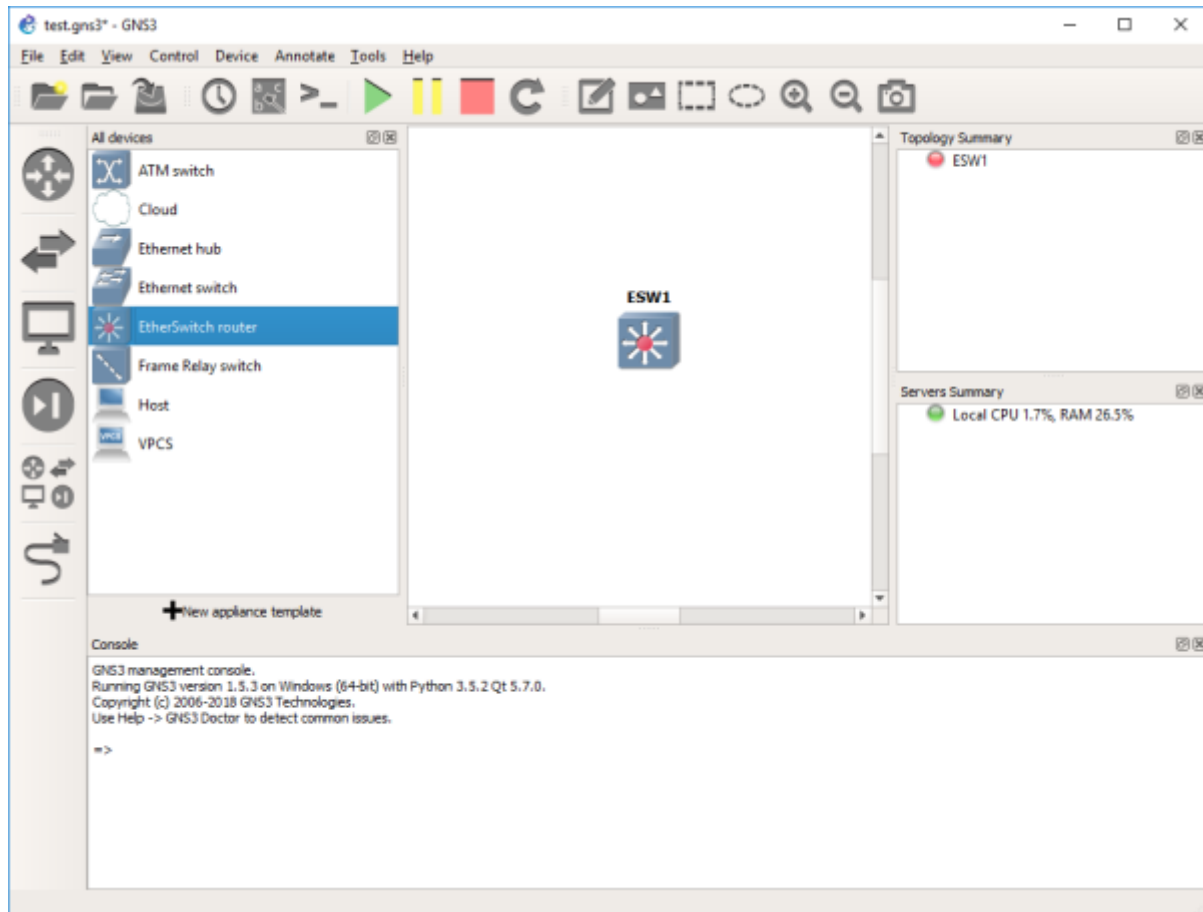 test.gns3* - GNS3
File Edit View Control Device Annotate Tools Help
All devices
ATM switch
Cloud
Ethernet hub
Ethernet switch
EtherSwitch router
Frame Relay switch
Host
VPCS
New appliance template
ESW1
Topology Summary
ESW1
Servers Summary
Local CPU 1.7%, RAM 26.5%
Console
GNS3 management console.
Running GNS3 version 1.5.3 on Windows (64-bit) with Python 3.5.2 Qt 5.7.0.
Copyright (c) 2006-2018 GNS3 Technologies.
Use Help -> GNS3 Doctor to detect common issues.
=>